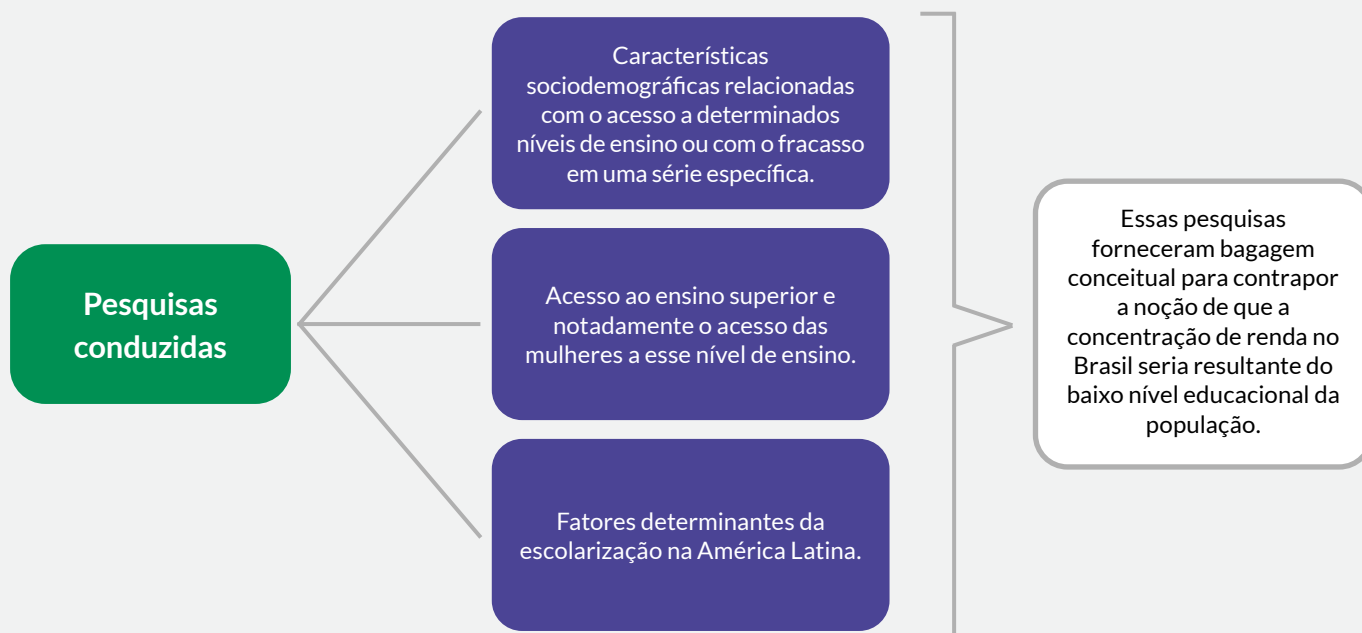 Pesquisas
conduzidas
Características
sociodemográficas relacionadas
com o acesso a determinados
níveis de ensino ou com o fracasso
em uma série específica.
Acesso ao ensino superior e
notadamente o acesso das
mulheres a esse nível de ensino.
Fatores determinantes da
escolarização na América Latina.
Essas pesquisas
forneceram bagagem
conceitual para contrapor
a noção de que a
concentração de renda no
Brasil seria resultante do
baixo nível educacional da
população.